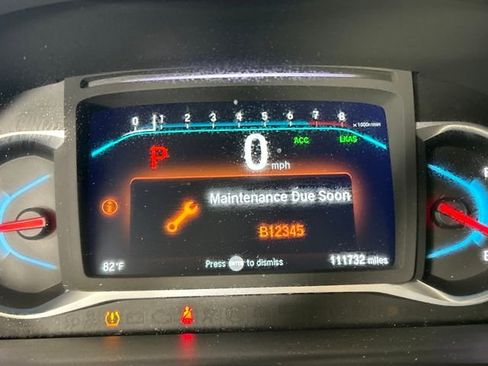 0 1 2 3 4 5 6 7 8
x1000r/min
ACC LKAS
P
0 mph
Maintenance Due Soon
B12345
82°F
Press to dismiss
111732 miles